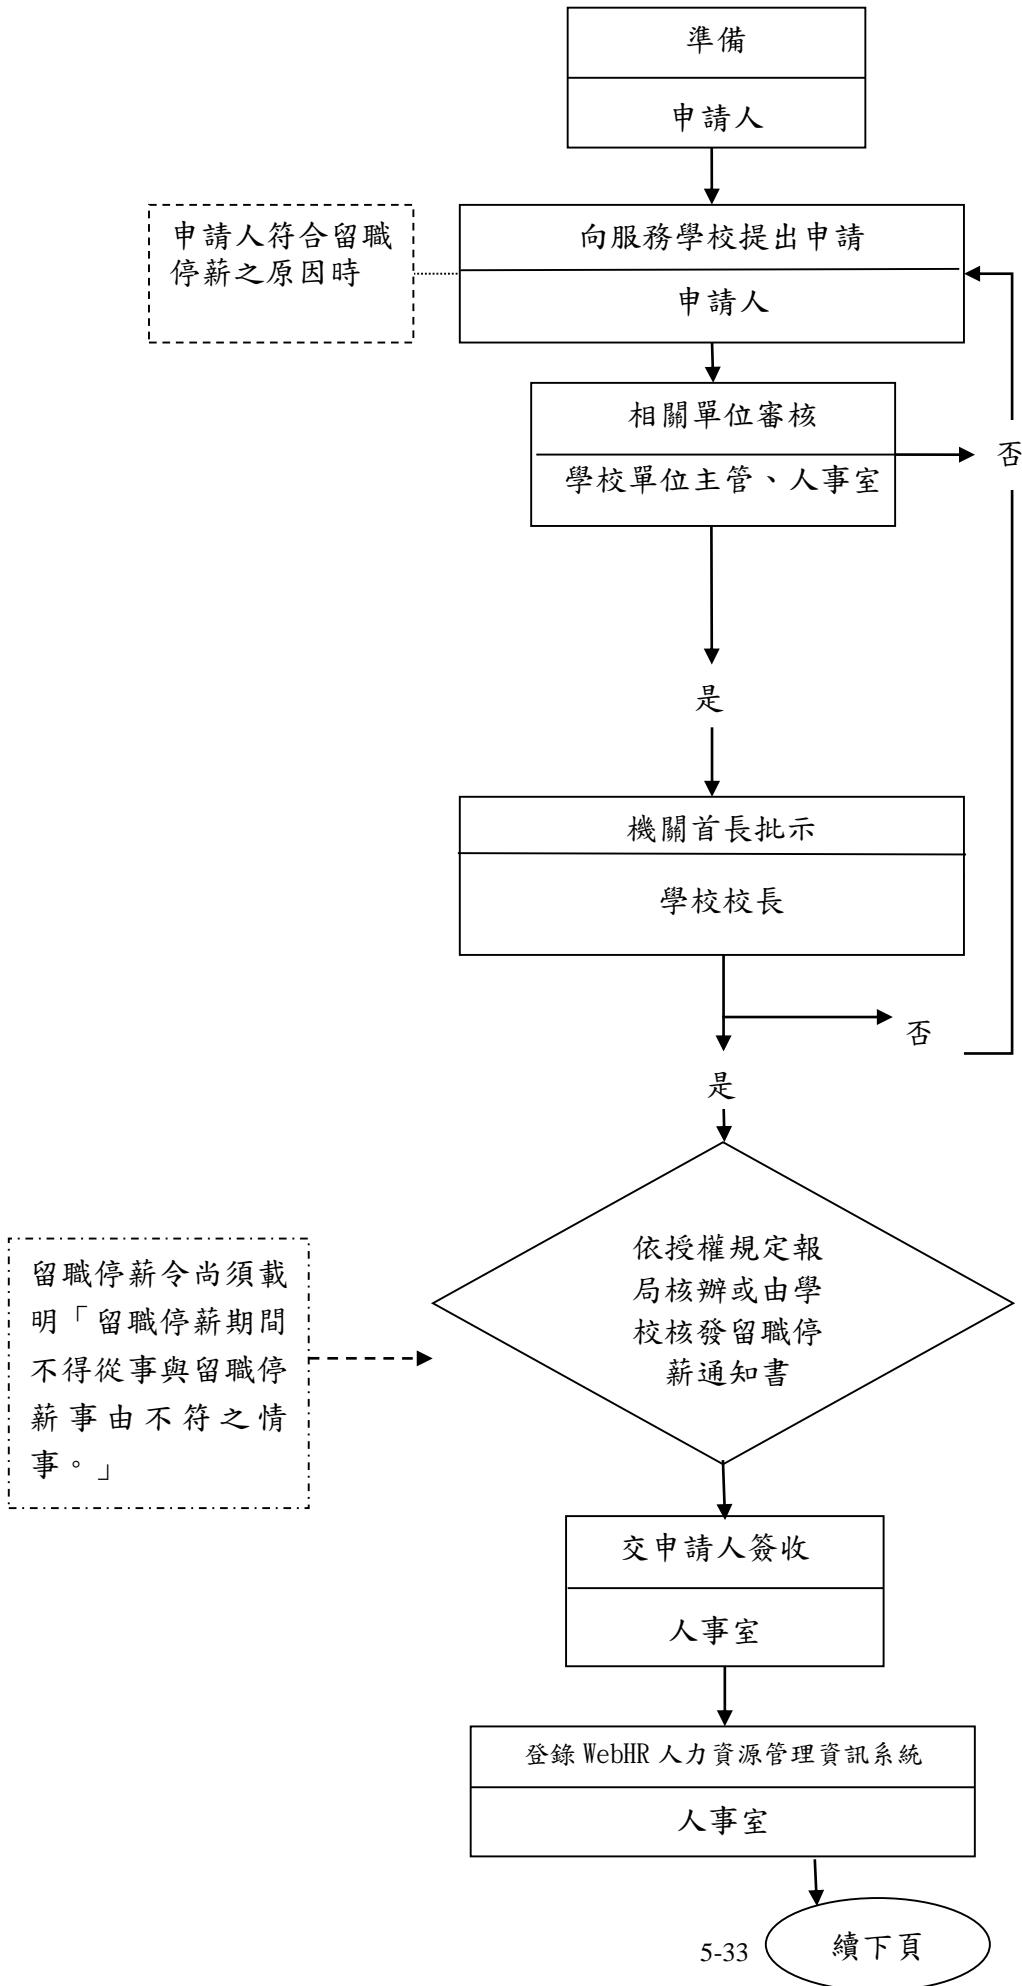 準備
申請人
申請人符合留職
停薪之原因時
向服務學校提出申請
申請人
相關單位審核
學校單位主管、人事室
否
是
機關首長批示
學校校長
否
是
依授權規定報
局核辦或由學
校核發留職停
薪通知書
留職停薪令尚須載
明「留職停薪期間
不得從事與留職停
薪事由不符之情
事。」
交申請人簽收
人事室
登錄 WebHR 人力資源管理資訊系統
人事室
續下頁
5-33